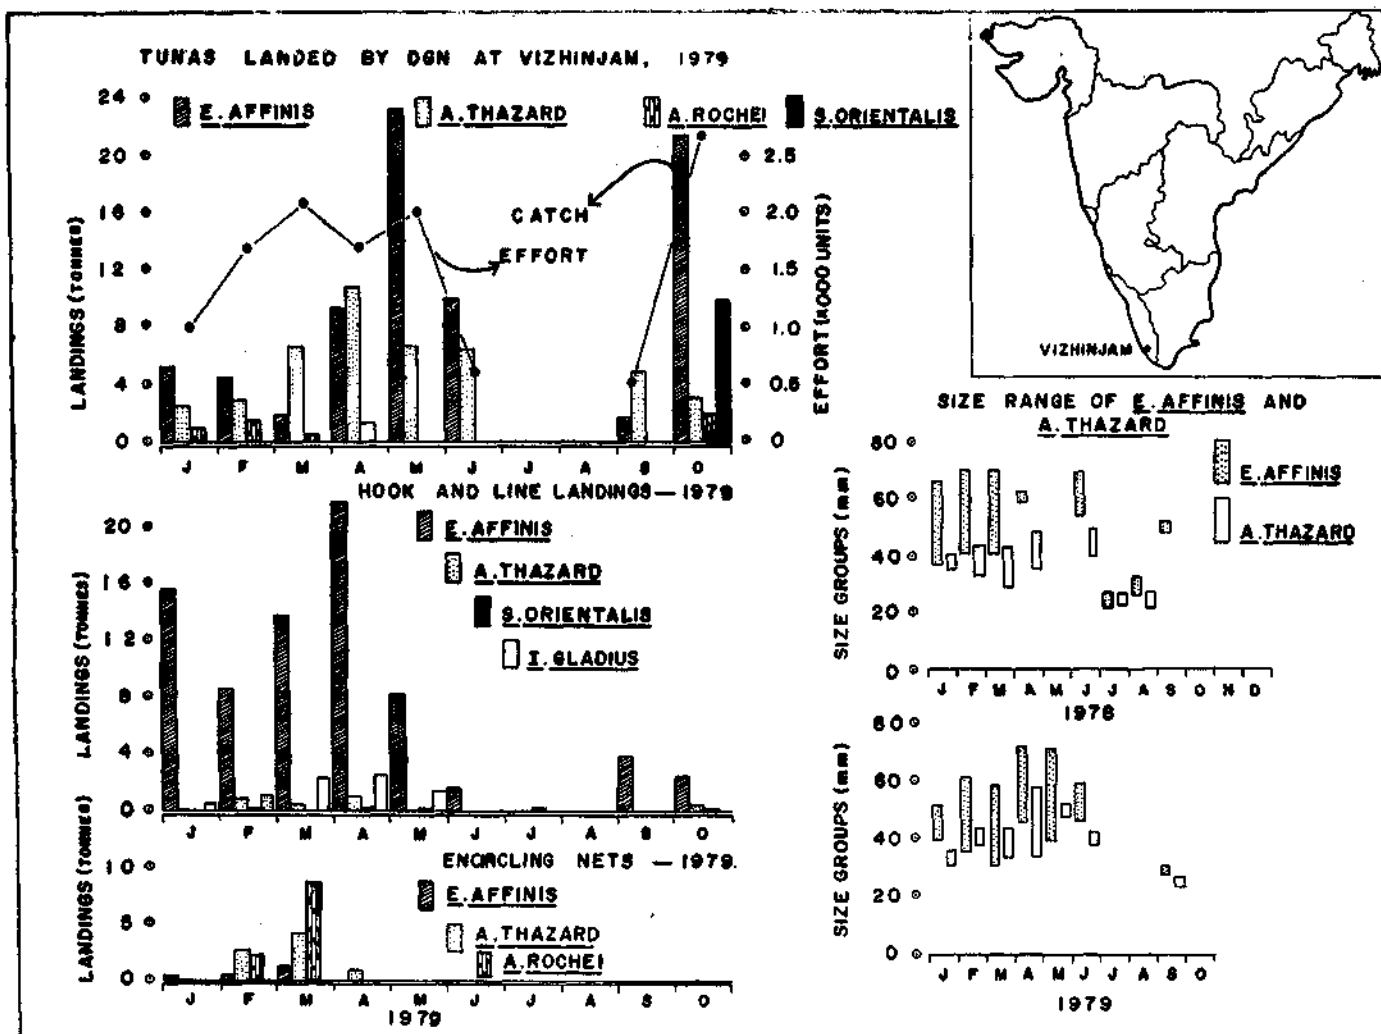 TUNAS LANDED BY DGN AT VIZHINJAM, 1979
E.AFFINIS A.THAZARD A.ROCHEI S.ORIENTALIS
LANDINGS (TONNES)
24
20
16
12
8
4
0
CATCH
EFFORT
2.5
2.0
1.5
1.0
0.5
0
EFFORT (x000 UNITS)
J F M A M J J A S O
HOOK AND LINE LANDINGS — 1979
E.AFFINIS
A.THAZARD
S.ORIENTALIS
I.GLADIUS
LANDINGS (TONNES)
20
16
12
8
4
0
J F M A M J J A S O
ENCIRCLING NETS — 1979.
E.AFFINIS
A.THAZARD
A.ROCHEI
LANDINGS (TONNES)
10
5
0
J F M A M J J A S O
1979
VIZHINJAM
SIZE RANGE OF E.AFFINIS AND
A.THAZARD
E.AFFINIS
A.THAZARD
SIZE GROUPS (mm)
80
60
40
20
0
J F M A M J J A S O N D
1978
SIZE GROUPS (mm)
80
60
40
20
0
J F M A M J J A S O
1979